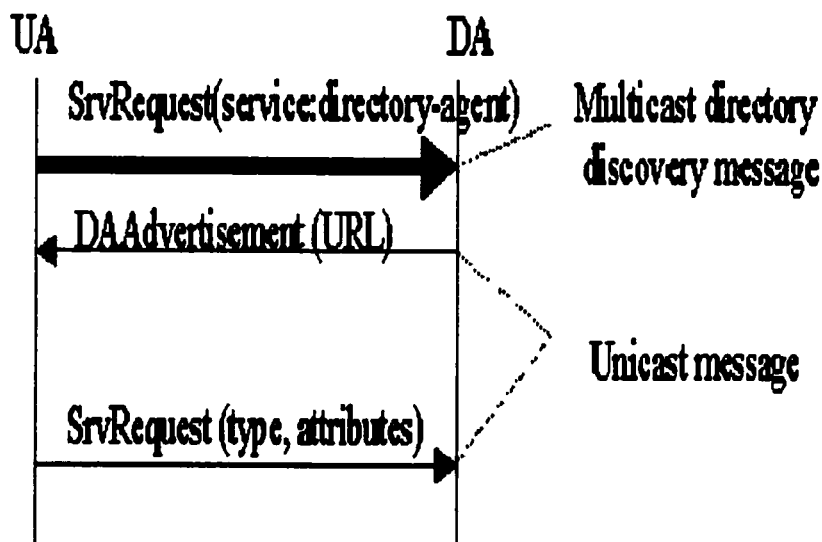 UA
DA
SrvRequest(service:directory-agent)
Multicast directory
discovery message
DAAdvertisement (URL)
Unicast message
SrvRequest (type, attributes)